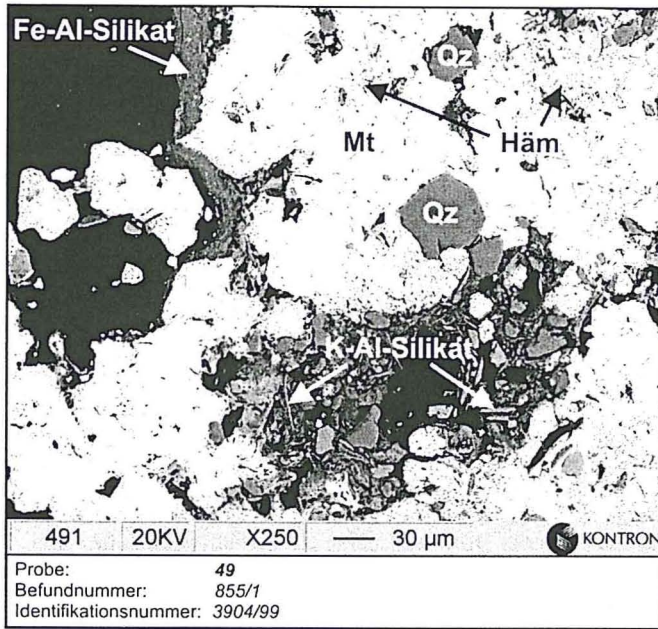 Fe-Al-Silikat
Qz
Mt
Häm
Qz
K-Al-Silikat
491 20KV X250 30 µm KONTRON
Probe: 49
Befundnummer: 855/1
Identifikationsnummer: 3904/99